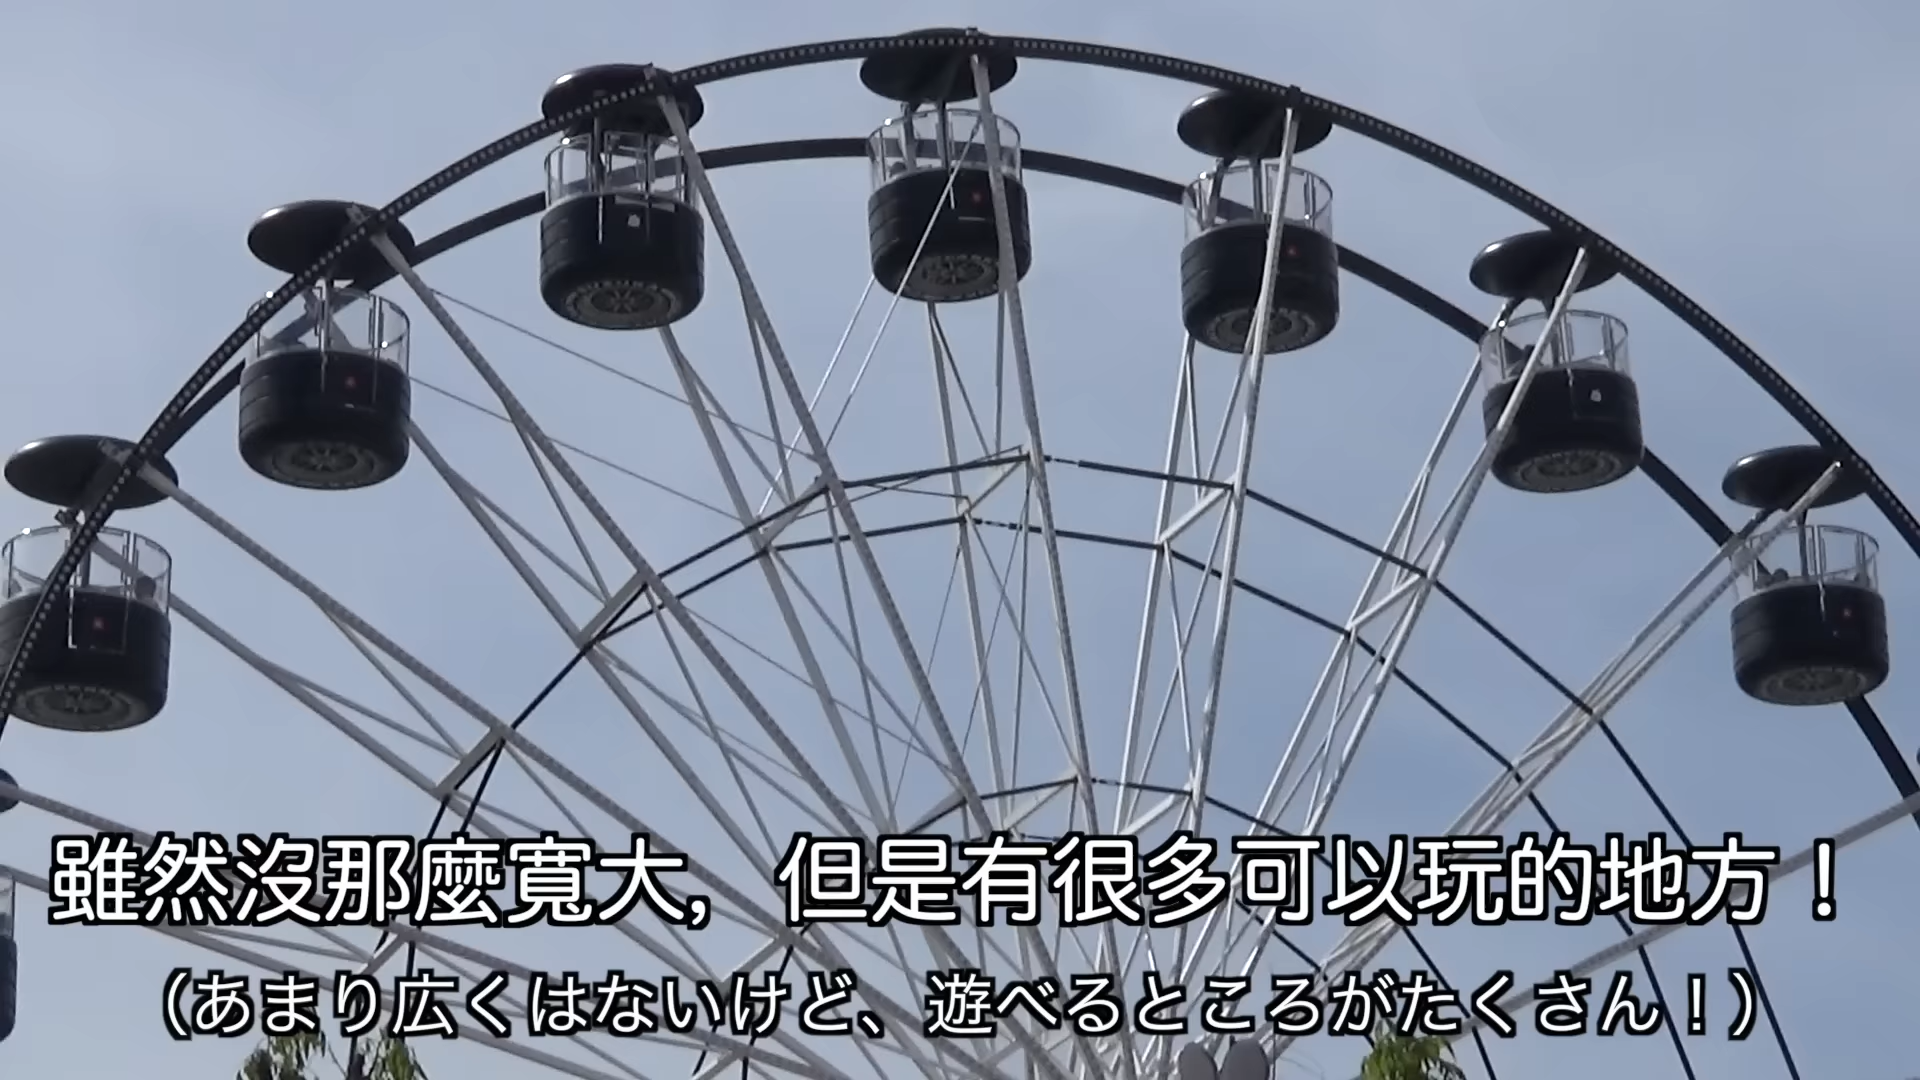 雖然沒那麼寬大，但是有很多可以玩的地方！
（あまり広くはないけど、遊べるところがたくさん！）